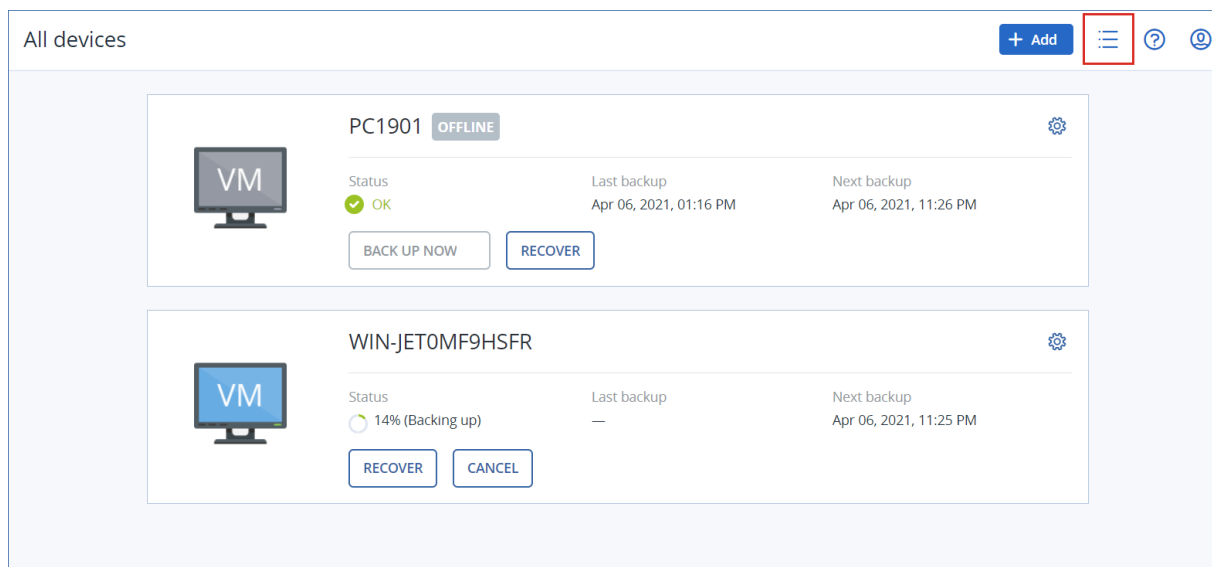 All devices
+ Add
PC1901 OFFLINE
VM
Status Last backup Next backup
OK Apr 06, 2021, 01:16 PM Apr 06, 2021, 11:26 PM
BACK UP NOW RECOVER
WIN-JET0MF9HSFR
VM
Status Last backup Next backup
14% (Backing up) — Apr 06, 2021, 11:25 PM
RECOVER CANCEL